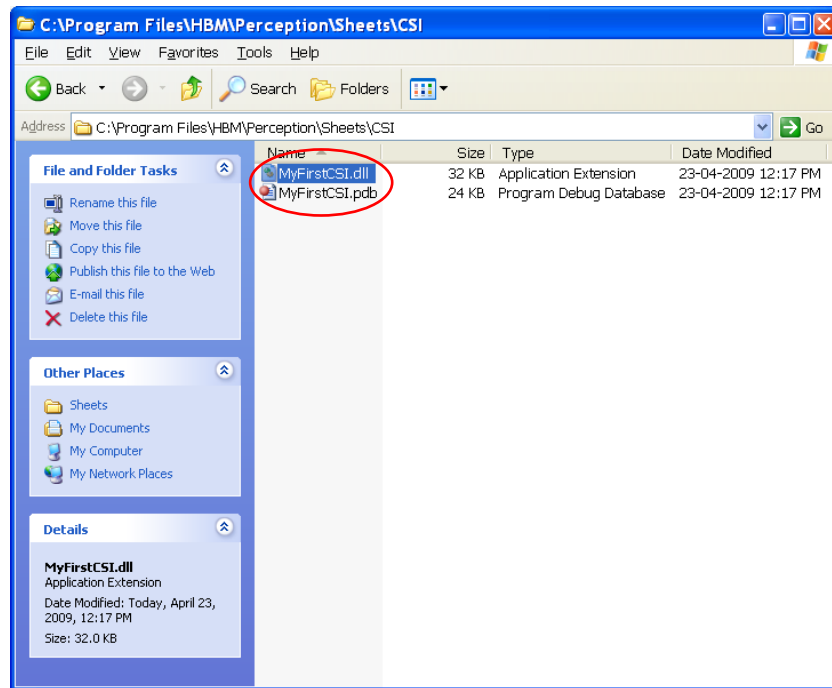 C:\Program Files\HBM\Perception\Sheets\CSI
File Edit View Favorites Tools Help
Back Search Folders
Address C:\Program Files\HBM\Perception\Sheets\CSI Go
Name Size Type Date Modified
MyFirstCSI.dll 32 KB Application Extension 23-04-2009 12:17 PM
MyFirstCSI.pdb 24 KB Program Debug Database 23-04-2009 12:17 PM
File and Folder Tasks
Rename this file
Move this file
Copy this file
Publish this file to the Web
E-mail this file
Delete this file
Other Places
Sheets
My Documents
My Computer
My Network Places
Details
MyFirstCSI.dll
Application Extension
Date Modified: Today, April 23,
2009, 12:17 PM
Size: 32.0 KB